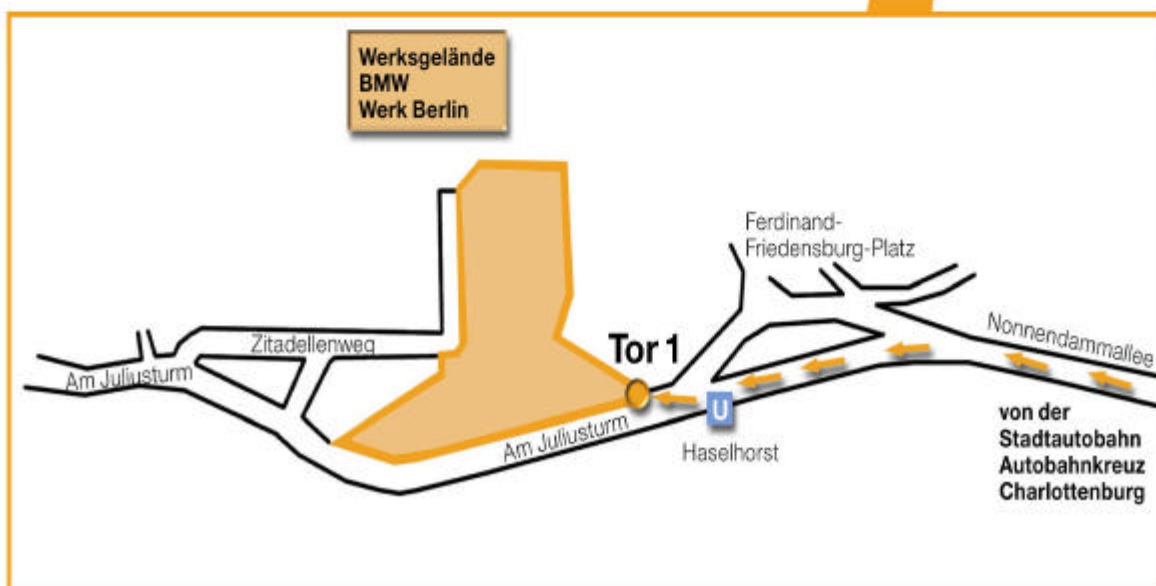 Werksgelände
BMW
Werk Berlin
Ferdinand-
Friedensburg-Platz
Nonnendammallee
Zitadellenweg
Tor 1
Am Juliusturm
U
Am Juliusturm
Haselhorst
von der
Stadtautobahn
Autobahnkreuz
Charlottenburg